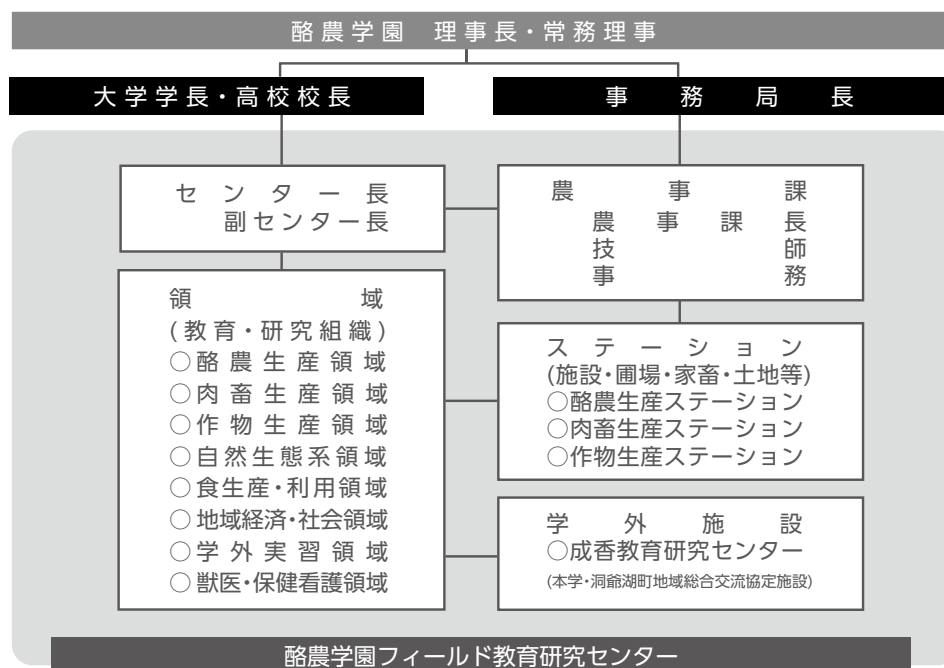 酪農学園　理事長・常務理事
大学学長・高校校長
事務局長
センター長
副センター長
農事課
農事課長
技師
事務
領域
(教育・研究組織)
○酪農生産領域
○肉畜生産領域
○作物生産領域
○自然生態系領域
○食生産・利用領域
○地域経済・社会領域
○学外実習領域
○獣医・保健看護領域
ステーション
(施設・圃場・家畜・土地等)
○酪農生産ステーション
○肉畜生産ステーション
○作物生産ステーション
学外施設
○成香教育研究センター
(本学・洞爺湖町地域総合交流協定施設)
酪農学園フィールド教育研究センター